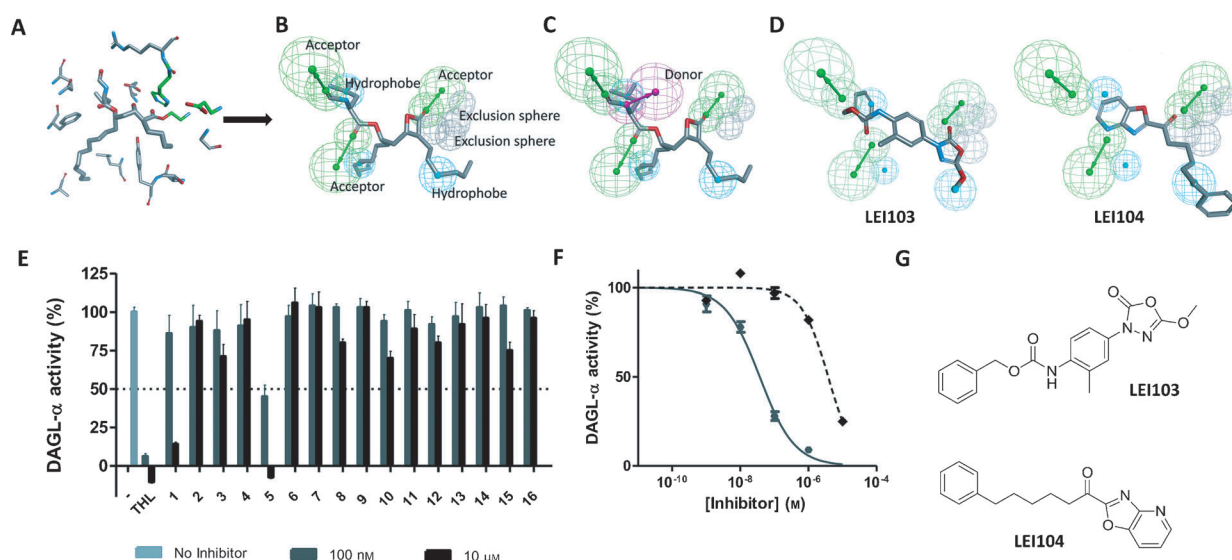 A
B
Acceptor
Hydrophobe
Acceptor
Exclusion sphere
Exclusion sphere
Acceptor
Hydrophobe
C
Donor
D
LEI103
LEI104
E
DAGL-α activity (%)
125
100
75
50
25
0
- THL 1 2 3 4 5 6 7 8 9 10 11 12 13 14 15 16
No Inhibitor 100 nM 10 μM
F
DAGL-α activity (%)
100
50
0
10⁻¹⁰ 10⁻⁸ 10⁻⁶ 10⁻⁴
[Inhibitor] (M)
G
O
O
O
N
N
O
O
O
N
H
LEI103
O
N
N
O
LEI104